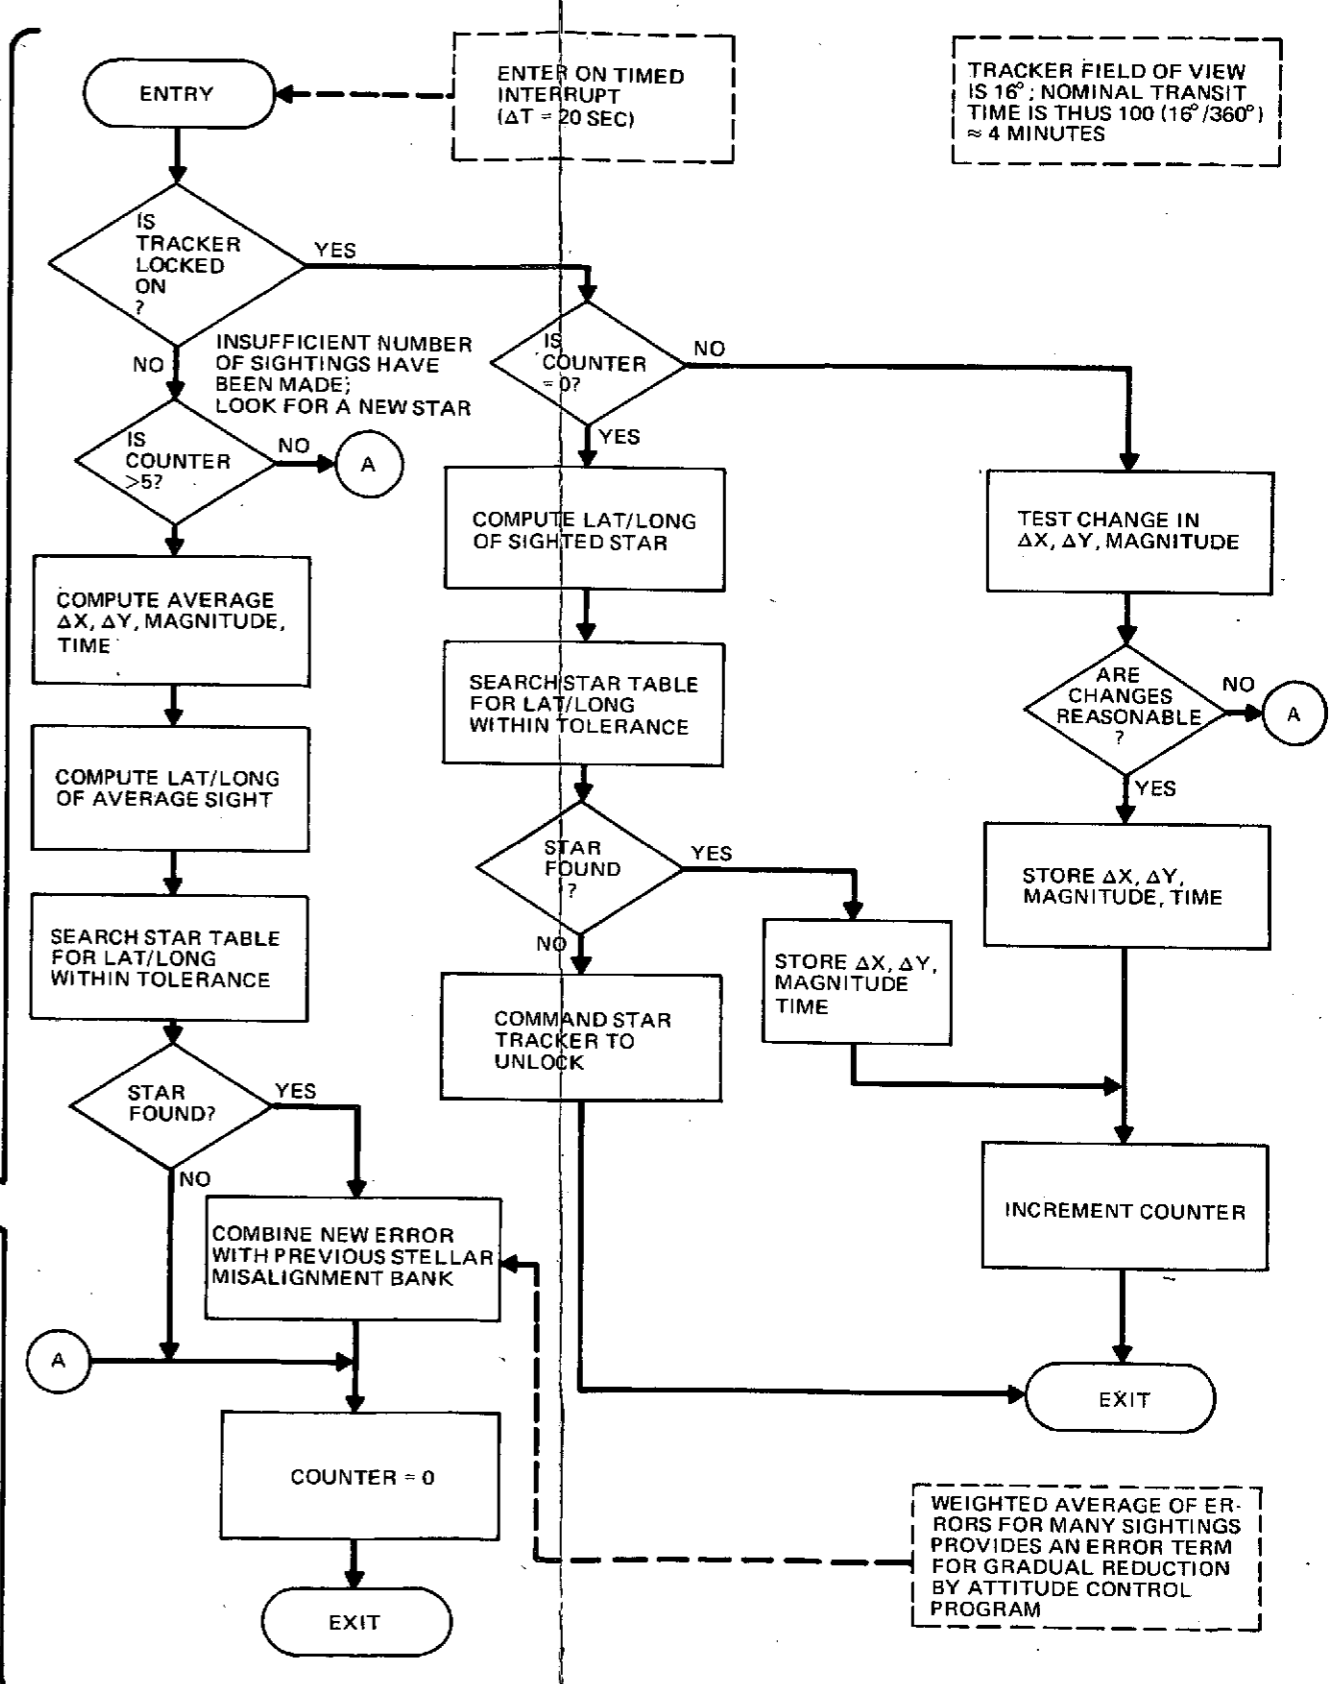 ENTRY
ENTER ON TIMED
INTERRUPT
(ΔT = 20 SEC)
TRACKER FIELD OF VIEW
IS 16°; NOMINAL TRANSIT
TIME IS THUS 100 (16°/360°)
≈ 4 MINUTES
IS
TRACKER
LOCKED
ON
?
YES
NO
INSUFFICIENT NUMBER
OF SIGHTINGS HAVE
BEEN MADE;
LOOK FOR A NEW STAR
IS
COUNTER
= 0?
NO
YES
IS
COUNTER
>5?
NO
A
COMPUTE LAT/LONG
OF SIGHTED STAR
TEST CHANGE IN
ΔX, ΔY, MAGNITUDE
COMPUTE AVERAGE
ΔX, ΔY, MAGNITUDE,
TIME
SEARCH STAR TABLE
FOR LAT/LONG
WITHIN TOLERANCE
ARE
CHANGES
REASONABLE
?
NO
A
YES
COMPUTE LAT/LONG
OF AVERAGE SIGHT
STAR
FOUND
?
YES
NO
STORE ΔX, ΔY,
MAGNITUDE, TIME
SEARCH STAR TABLE
FOR LAT/LONG
WITHIN TOLERANCE
STORE ΔX, ΔY,
MAGNITUDE
TIME
COMMAND STAR
TRACKER TO
UNLOCK
STAR
FOUND?
YES
NO
INCREMENT COUNTER
COMBINE NEW ERROR
WITH PREVIOUS STELLAR
MISALIGNMENT BANK
A
EXIT
COUNTER = 0
WEIGHTED AVERAGE OF ER-
RORS FOR MANY SIGHTINGS
PROVIDES AN ERROR TERM
FOR GRADUAL REDUCTION
BY ATTITUDE CONTROL
PROGRAM
EXIT